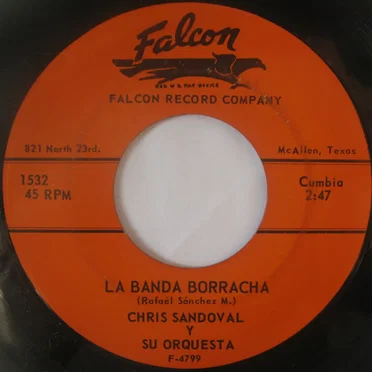 Falcon
FALCON RECORD COMPANY
821 North 23rd.
McAllen, Texas
1532
45 RPM
Cumbia
2:47
LA BANDA BORRACHA
(Rafaél Sánchez M.)
CHRIS SANDOVAL
Y
SU ORQUESTA
F-4799